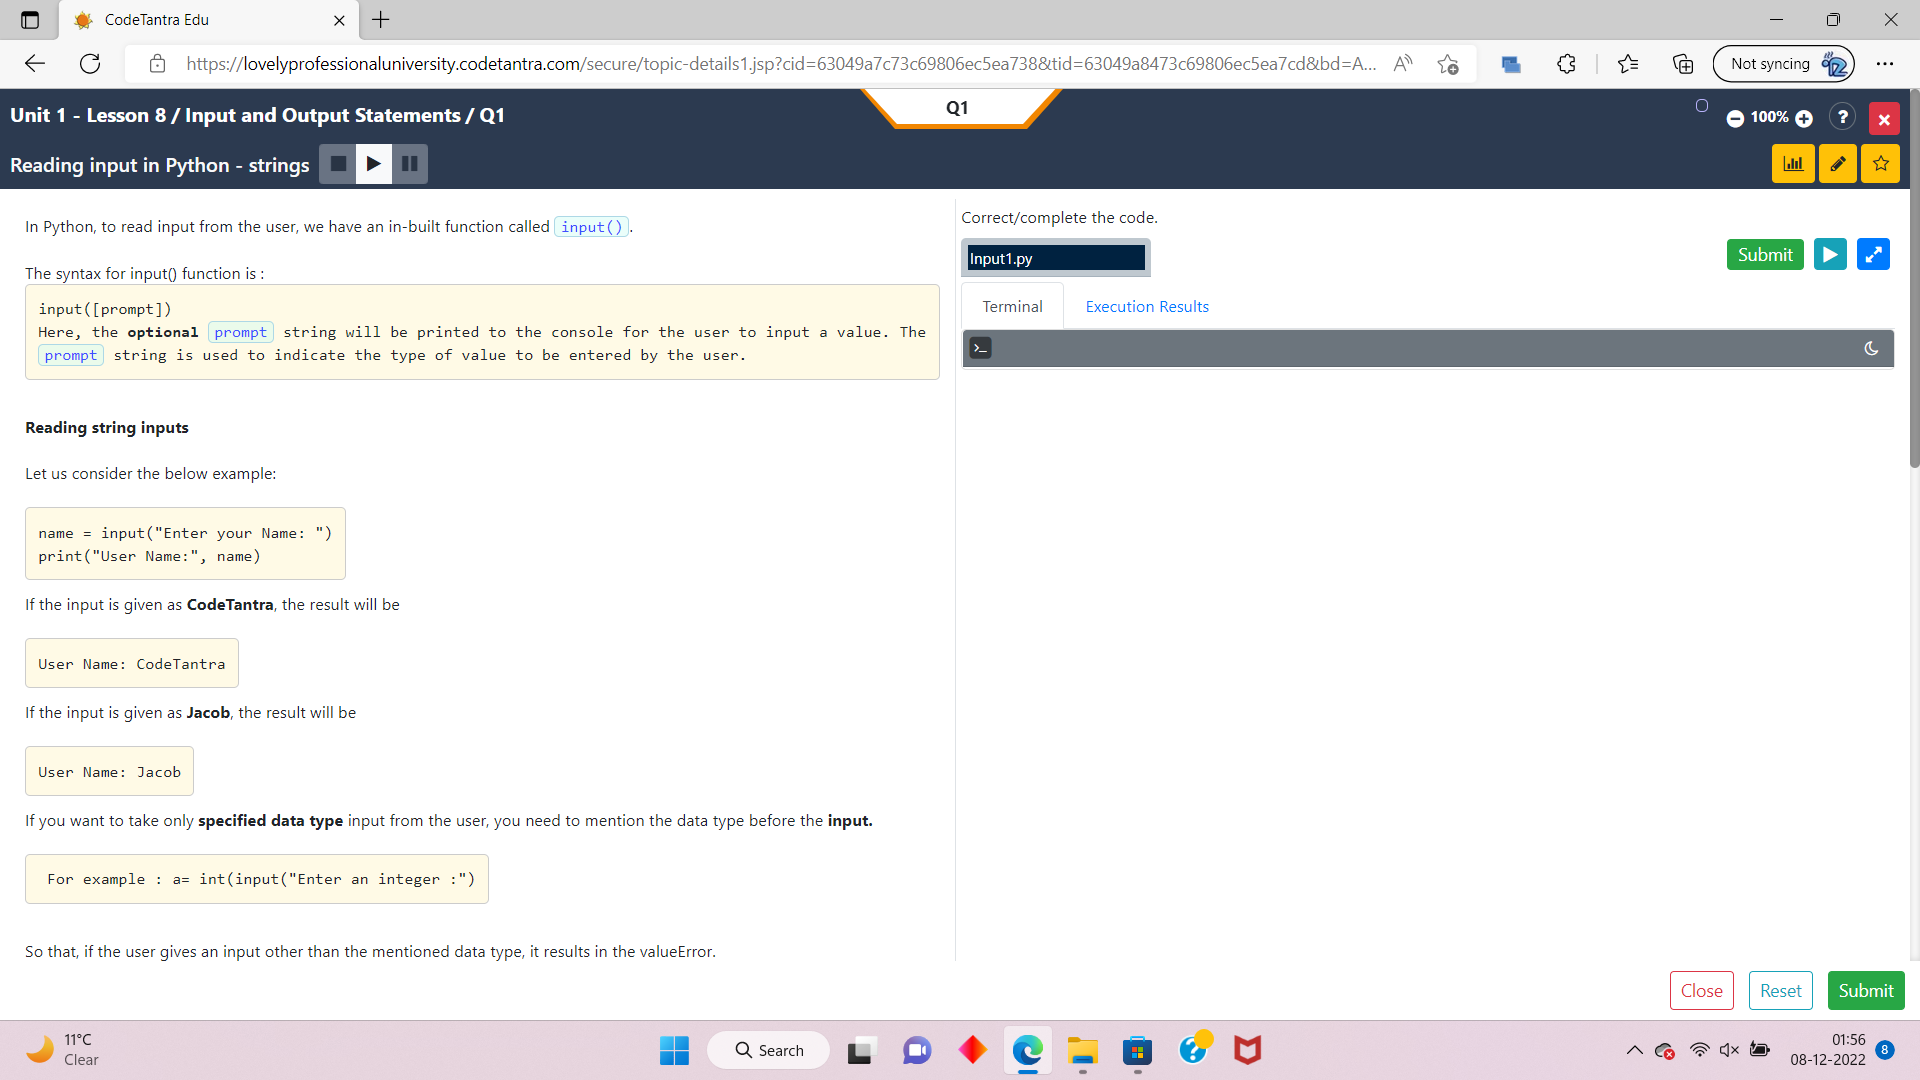 CodeTantra Edu
https://lovelyprofessionaluniversity.codetantra.com/secure/topic-details1.jsp?cid=63049a7c73c69806ec5ea738&tid=63049a8473c69806ec5ea7cd&bd=A...
Not syncing
Unit 1 - Lesson 8 / Input and Output Statements / Q1
Q1
100%
?
Reading input in Python - strings
In Python, to read input from the user, we have an in-built function called input().
The syntax for input() function is :
input([prompt])
Here, the optional prompt string will be printed to the console for the user to input a value. The
prompt string is used to indicate the type of value to be entered by the user.
Reading string inputs
Let us consider the below example:
name = input("Enter your Name: ")
print("User Name:", name)
If the input is given as CodeTantra, the result will be
User Name: CodeTantra
If the input is given as Jacob, the result will be
User Name: Jacob
If you want to take only specified data type input from the user, you need to mention the data type before the input.
For example : a= int(input("Enter an integer :")
So that, if the user gives an input other than the mentioned data type, it results in the valueError.
Correct/complete the code.
Input1.py
Submit
Terminal
Execution Results
Close
Reset
Submit
11°C
Clear
Search
01:56
08-12-2022
8